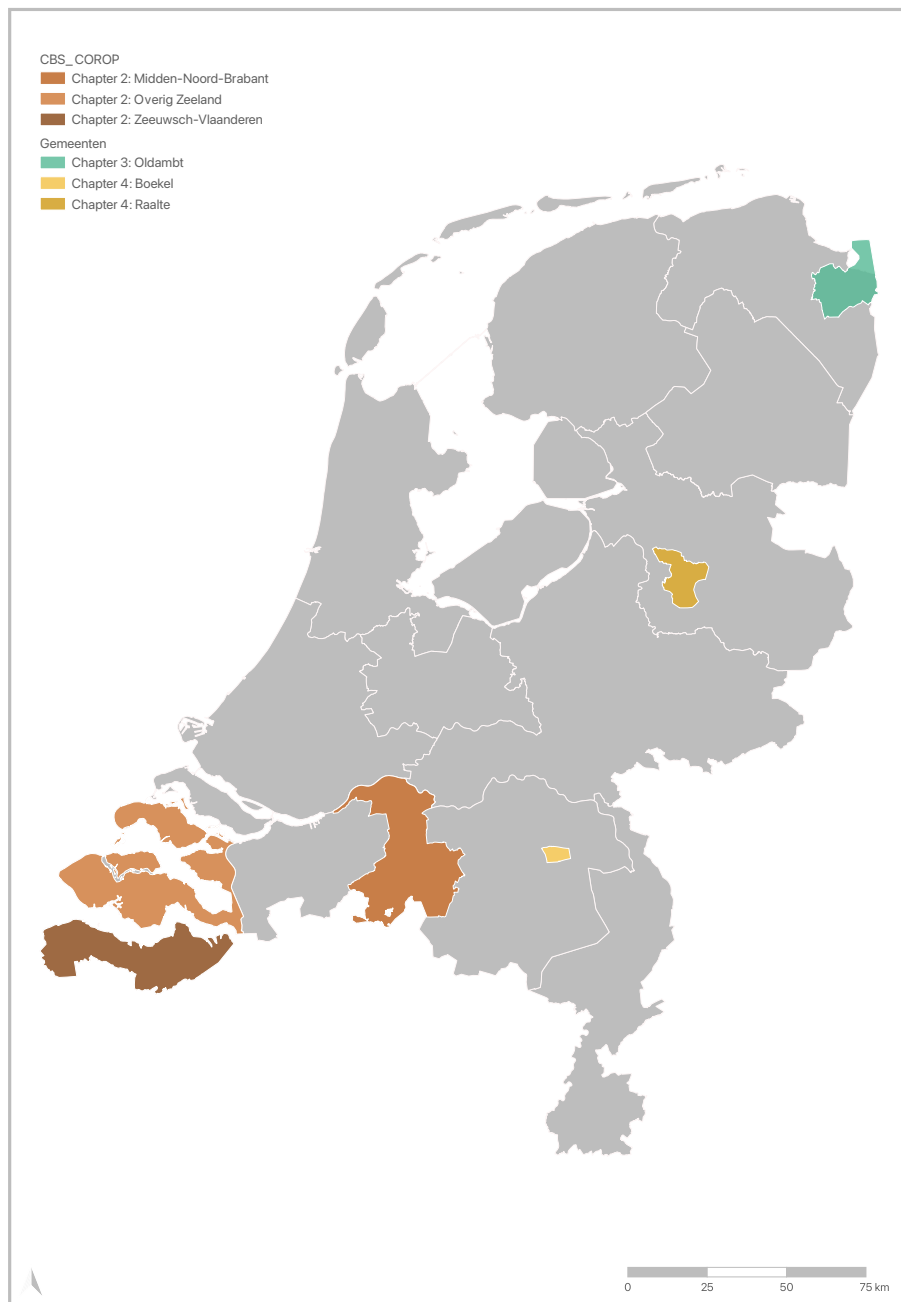 CBS_COROP
Chapter 2: Midden-Noord-Brabant
Chapter 2: Overig Zeeland
Chapter 2: Zeeuwsch-Vlaanderen
Gemeenten
Chapter 3: Oldambt
Chapter 4: Boekel
Chapter 4: Raalte
0 25 50 75 km